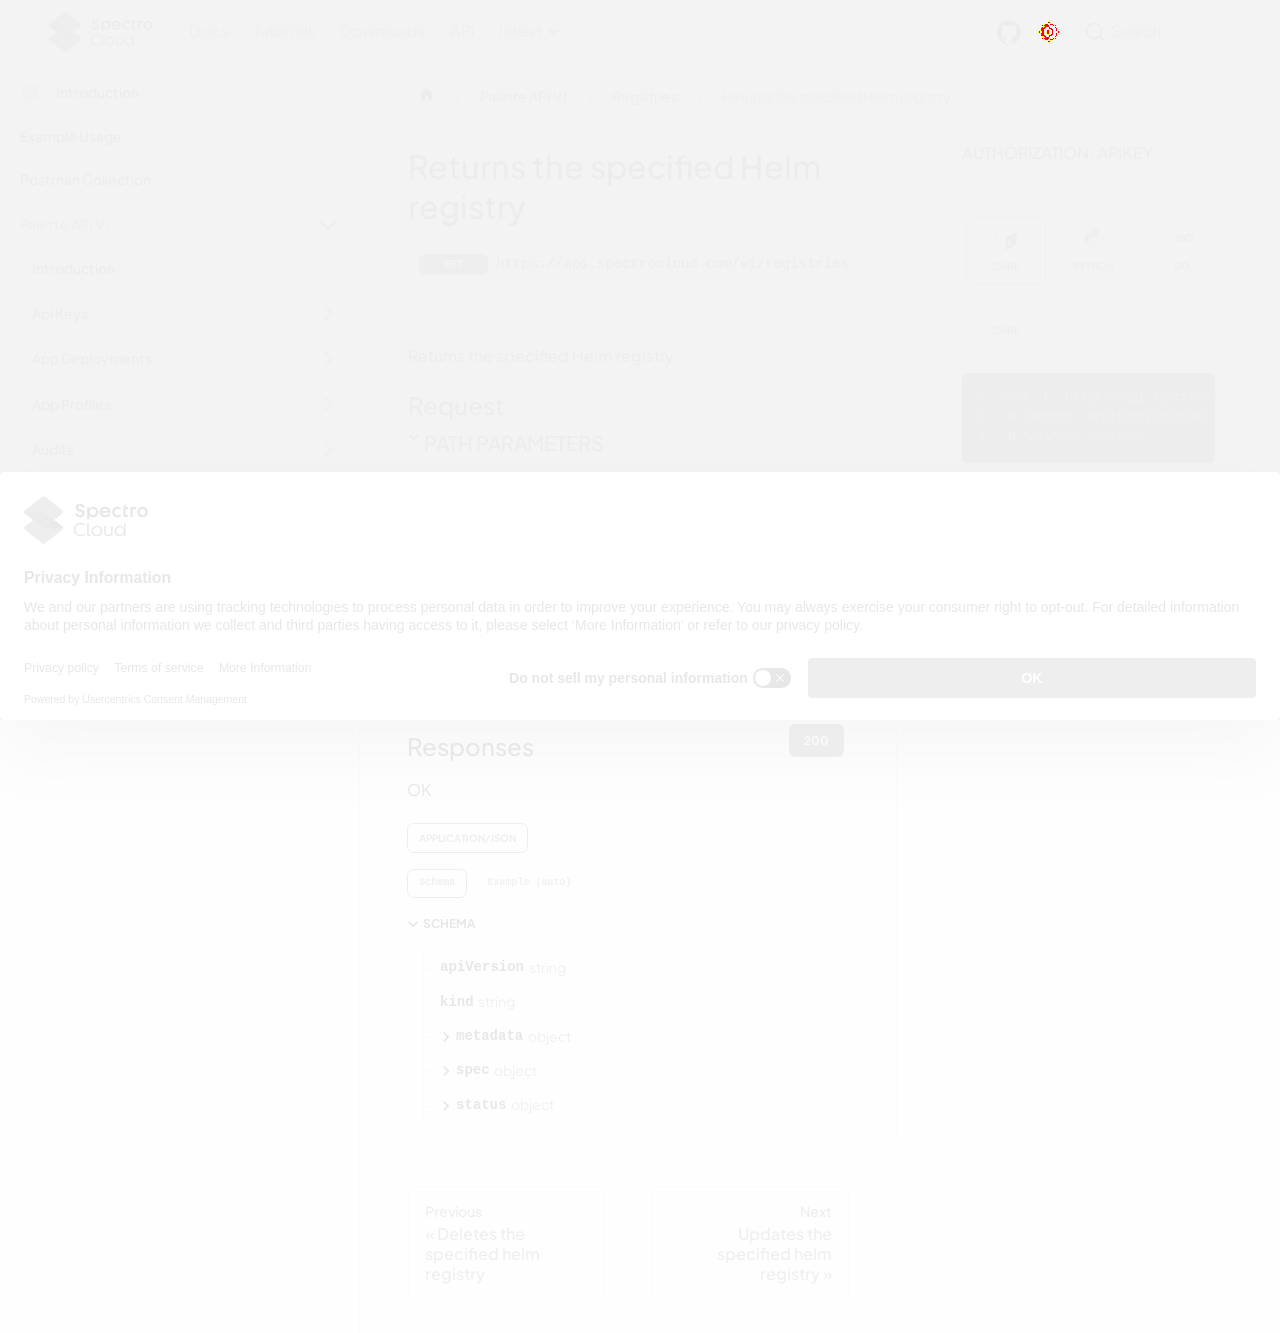 Spectro Cloud
Docs Tutorials Downloads API latest Search
Introduction
Example Usage
Postman Collection
Palette API V1
Introduction
Api Keys
App Deployments
App Profiles
Audits
Palette API V1 Registries Returns the specified Helm registry
Returns the specified Helm
registry
GET https://api.spectrocloud.com/v1/registries
Returns the specified Helm registry
Request
PATH PARAMETERS
AUTHORIZATION: APIKEY
CURL PYTHON GO
CURL
Spectro
Cloud
Privacy Information
We and our partners are using tracking technologies to process personal data in order to improve your experience. You may always exercise your consumer right to opt-out. For detailed information
about personal information we collect and third parties having access to it, please select 'More Information' or refer to our privacy policy.
Privacy policy Terms of service More Information
Powered by Usercentrics Consent Management
Do not sell my personal information
OK
Responses
200
OK
APPLICATION/JSON
Schema Example (auto)
SCHEMA
apiVersion string
kind string
metadata object
spec object
status object
Previous
« Deletes the
specified helm
registry
Next
Updates the
specified helm
registry »